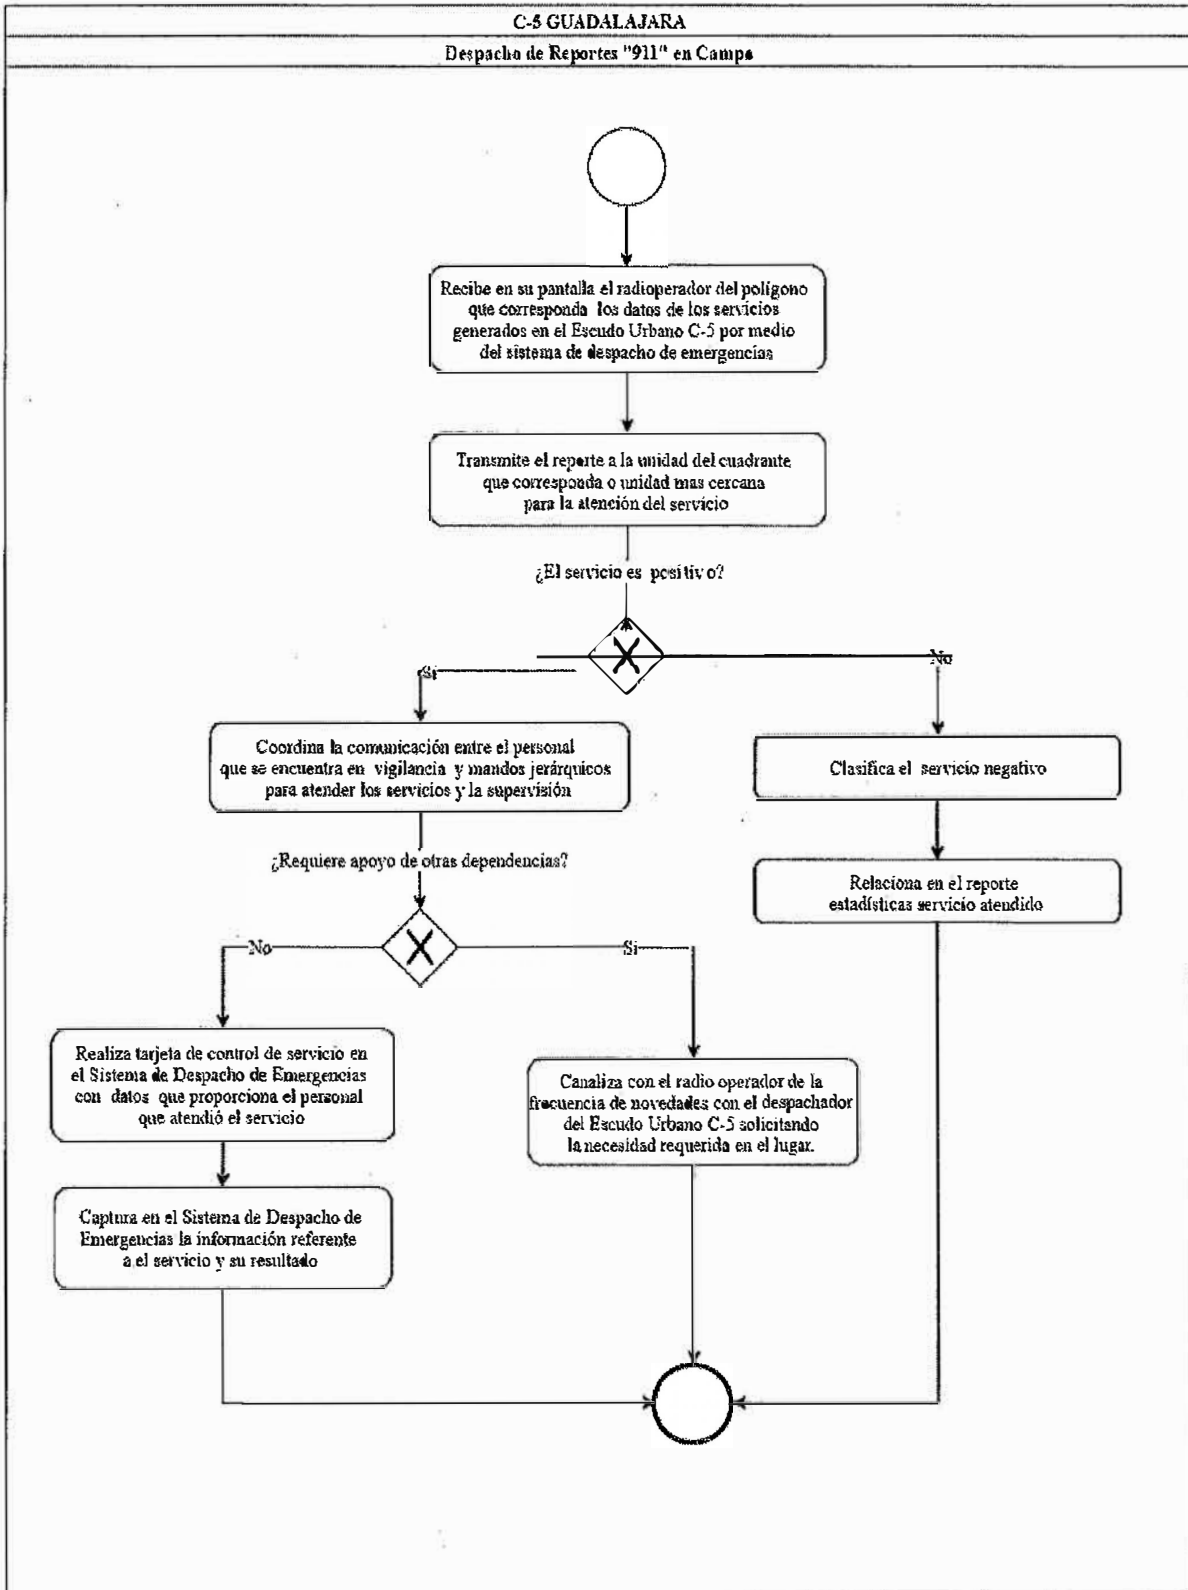 C-5 GUADALAJARA
Despacho de Reportes "911" en Campo
Recibe en su pantalla el radioperador del polígono
que corresponda los datos de los servicios
generados en el Escudo Urbano C-5 por medio
del sistema de despacho de emergencias
Transmite el reporte a la unidad del cuadrante
que corresponda o unidad mas cercana
para la atención del servicio
¿El servicio es positivo?
Si
No
Coordina la comunicación entre el personal
que se encuentra en vigilancia y mandos jerárquicos
para atender los servicios y la supervisión
Clasifica el servicio negativo
¿Requiere apoyo de otras dependencias?
Relaciona en el reporte
estadísticas servicio atendido
No
Si
Realiza tarjeta de control de servicio en
el Sistema de Despacho de Emergencias
con datos que proporciona el personal
que atendió el servicio
Canaliza con el radio operador de la
frecuencia de novedades con el despachador
del Escudo Urbano C-5 solicitando
la necesidad requerida en el lugar.
Captura en el Sistema de Despacho de
Emergencias la información referente
a el servicio y su resultado